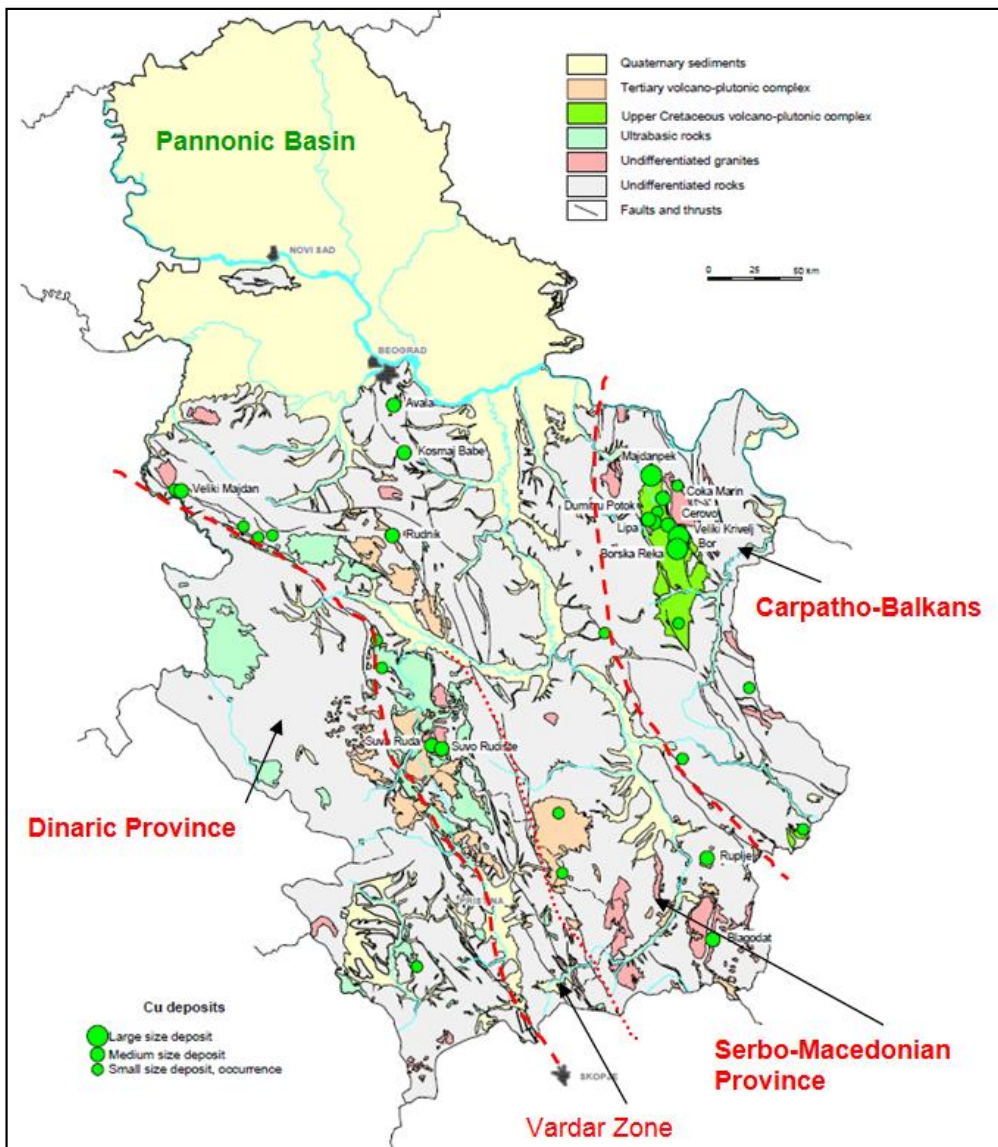 Quaternary sediments
Tertiary volcano-plutonic complex
Upper Cretaceous volcano-plutonic complex
Ultrabasic rocks
Undifferentiated granites
Undifferentiated rocks
Faults and thrusts
0 25 50 km
Pannonic Basin
NOVI SAD
BEOGRAD
Avala
Kosmaj Babe
Majdanpek
Coka Marin
Veliki Majdan
Dumitru Potok
Cerovo
Lipa
Veliki Krivelj
Rudnik
Bor
Borska Reka
Carpatho-Balkans
Suva Ruda
Suvo Rudiste
Dinaric Province
Ruplje
PRISTINA
Blagodat
Cu deposits
Large size deposit
Medium size deposit
Small size deposit, occurrence
Serbo-Macedonian
Province
SKOPJE
Vardar Zone